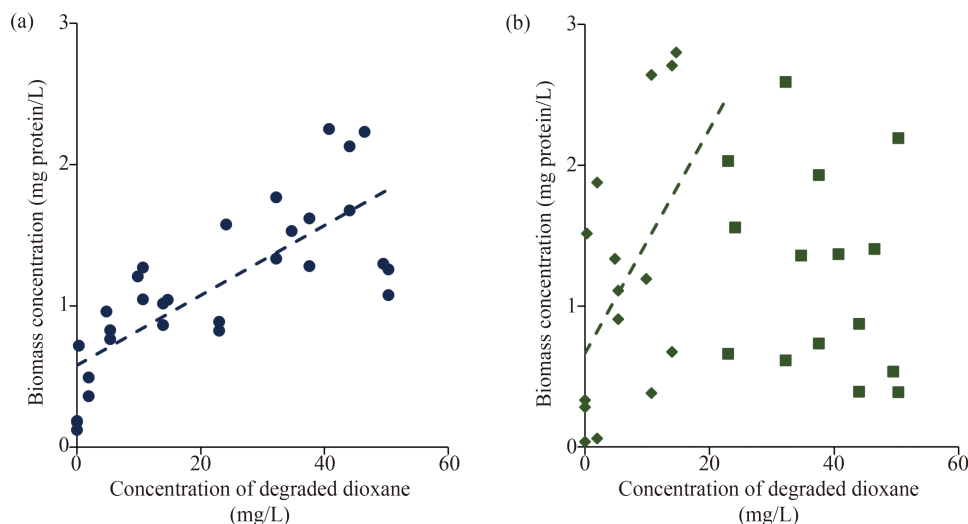 (a)
Biomass concentration (mg protein/L)
3
2
1
0
0 20 40 60
Concentration of degraded dioxane
(mg/L)
(b)
Biomass concentration (mg protein/L)
3
2
1
0
0 20 40 60
Concentration of degraded dioxane
(mg/L)